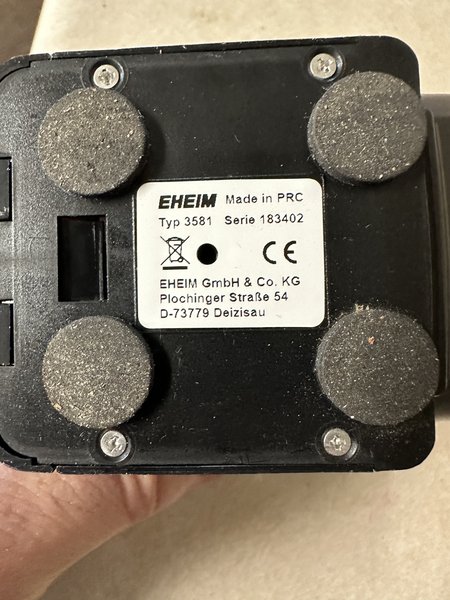 EHEIM Made in PRC
Typ 3581 Serie 183402
CE
EHEIM GmbH & Co. KG
Plochinger Straße 54
D-73779 Deizisau